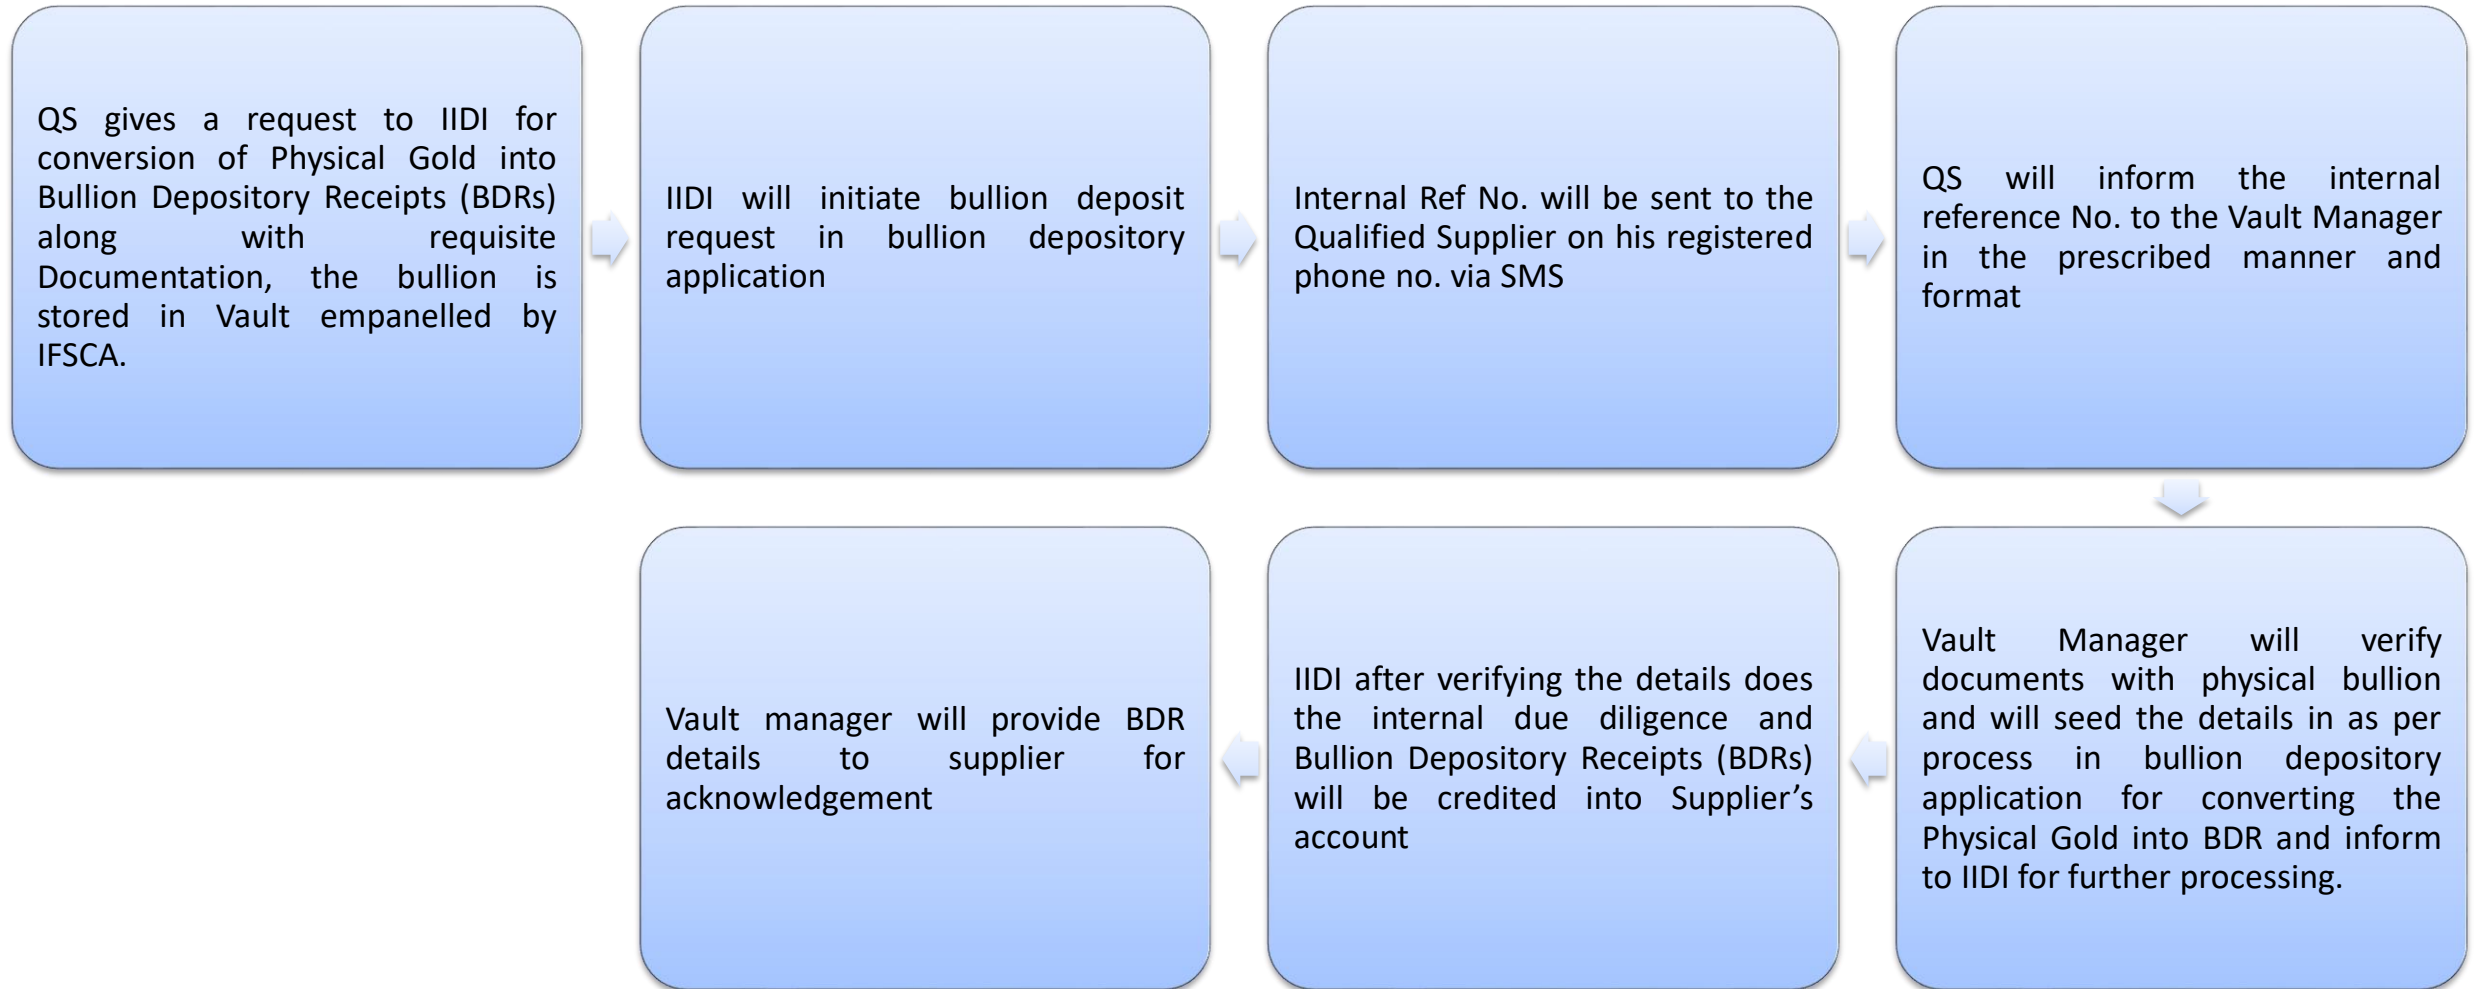 QS gives a request to IIDI for
conversion of Physical Gold into
Bullion Depository Receipts (BDRs)
along with requisite
Documentation, the bullion is
stored in Vault empanelled by
IFSCA.
IIDI will initiate bullion deposit
request in bullion depository
application
Internal Ref No. will be sent to the
Qualified Supplier on his registered
phone no. via SMS
QS will inform the internal
reference No. to the Vault Manager
in the prescribed manner and
format
Vault Manager will verify
documents with physical bullion
and will seed the details in as per
process in bullion depository
application for converting the
Physical Gold into BDR and inform
to IIDI for further processing.
IIDI after verifying the details does
the internal due diligence and
Bullion Depository Receipts (BDRs)
will be credited into Supplier’s
account
Vault manager will provide BDR
details to supplier for
acknowledgement